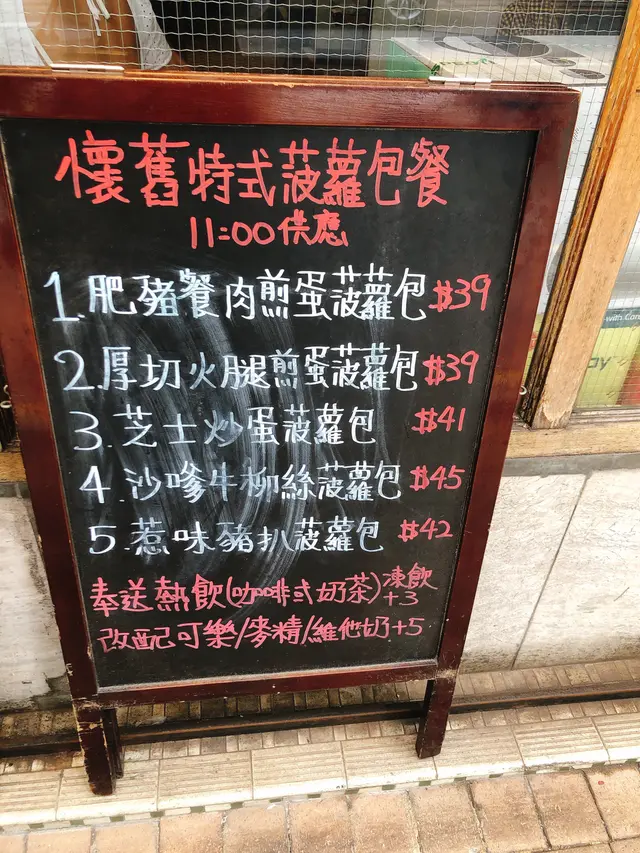 懷舊特式菠蘿包餐
11:00供應
1.肥豬餐肉煎蛋菠蘿包$39
2.厚切火腿煎蛋菠蘿包$39
3.芝士炒蛋菠蘿包 $41
4.沙嗲牛柳絲菠蘿包$45
5.惹味豬扒菠蘿包 $42
奉送熱飲(咖啡或奶茶)凍飲+3
改配可樂/麥精/維他奶+5